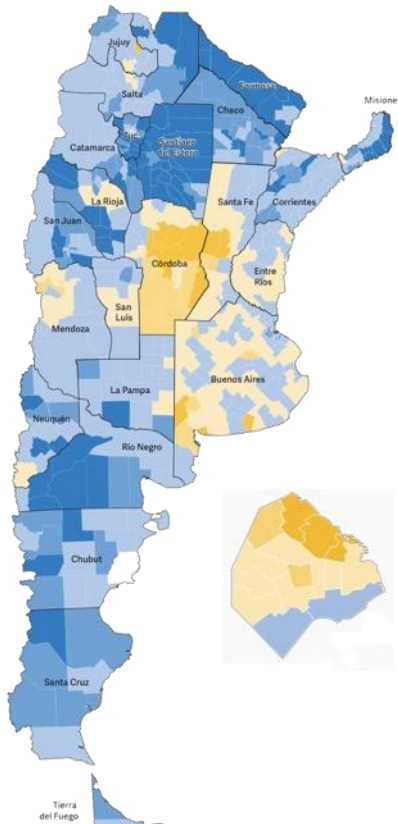 Jujuy
Formosa
Salta
Chaco
Misione
Tuc.
Santiago
del Estero
Catamarca
La Rioja
Santa Fe
Corrientes
San Juan
Córdoba
Entre
Ríos
San
Luis
Mendoza
Buenos Aires
La Pampa
Neuquén
Río Negro
Chubut
Santa Cruz
Tierra
del Fuego